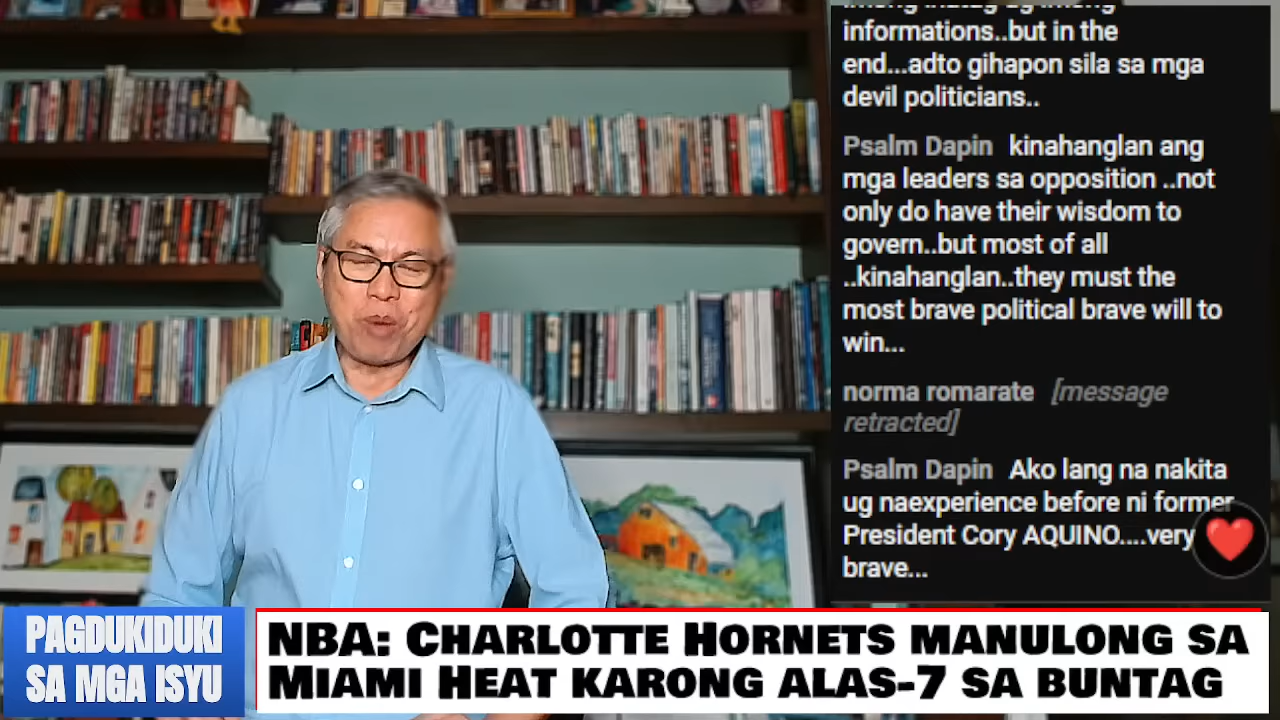 informations..but in the
end...adto gihapon sila sa mga
devil politicians..
Psalm Dapin kinahanglan ang
mga leaders sa opposition ..not
only do have their wisdom to
govern..but most of all
..kinahanglan..they must the
most brave political brave will to
win...
norma romarate [message
retracted]
Psalm Dapin Ako lang na nakita
ug naexperience before ni former
President Cory AQUINO....very
brave...
PAGDUKIDUKI
SA MGA ISYU
NBA: CHARLOTTE HORNETS MANULONG SA
MIAMI HEAT KARONG ALAS-7 SA BUNTAG